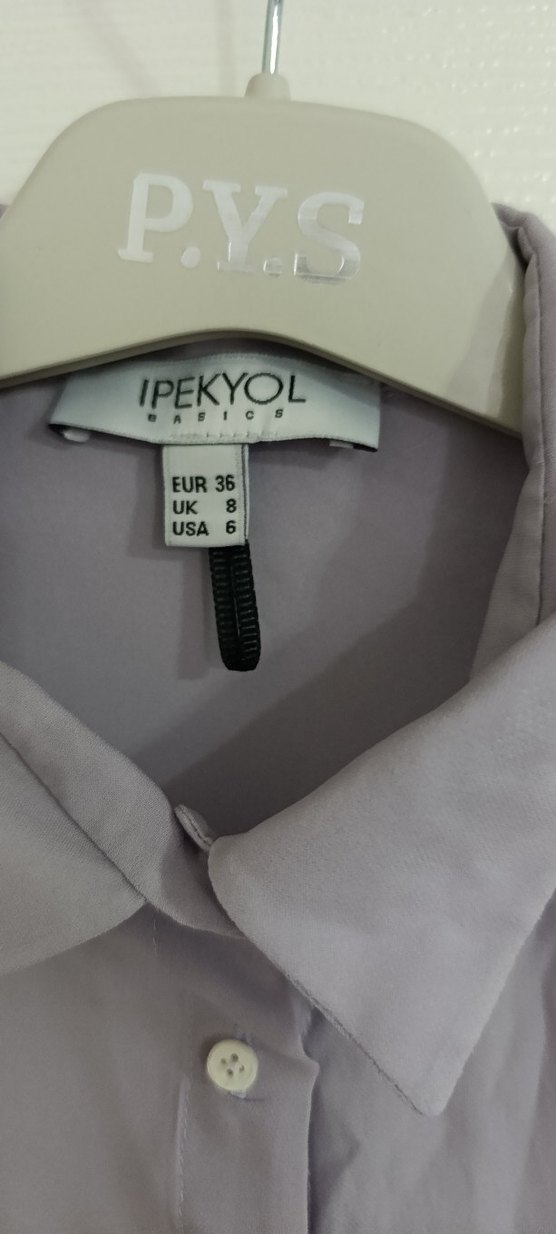 P.Y.S
IPEKYOL
BASICS
EUR 36
UK 8
USA 6